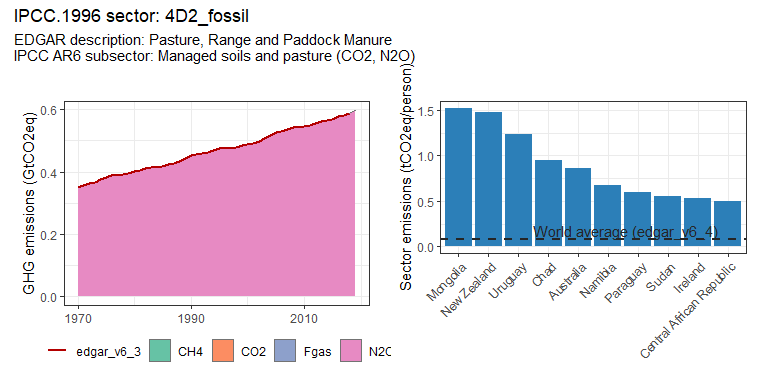 IPCC.1996 sector: 4D2_fossil
EDGAR description: Pasture, Range and Paddock Manure
IPCC AR6 subsector: Managed soils and pasture (CO2, N2O)
GHG emissions (GtCO2eq)
0.6
0.4
0.2
0.0
1970
1990
2010
edgar_v6_3
CH4
CO2
Fgas
N2O
Sector emissions (tCO2eq/person)
1.5
1.0
0.5
0.0
World average (edgar_v6_4)
Mongolia
New Zealand
Uruguay
Chad
Australia
Namibia
Paraguay
Sudan
Ireland
Central African Republic